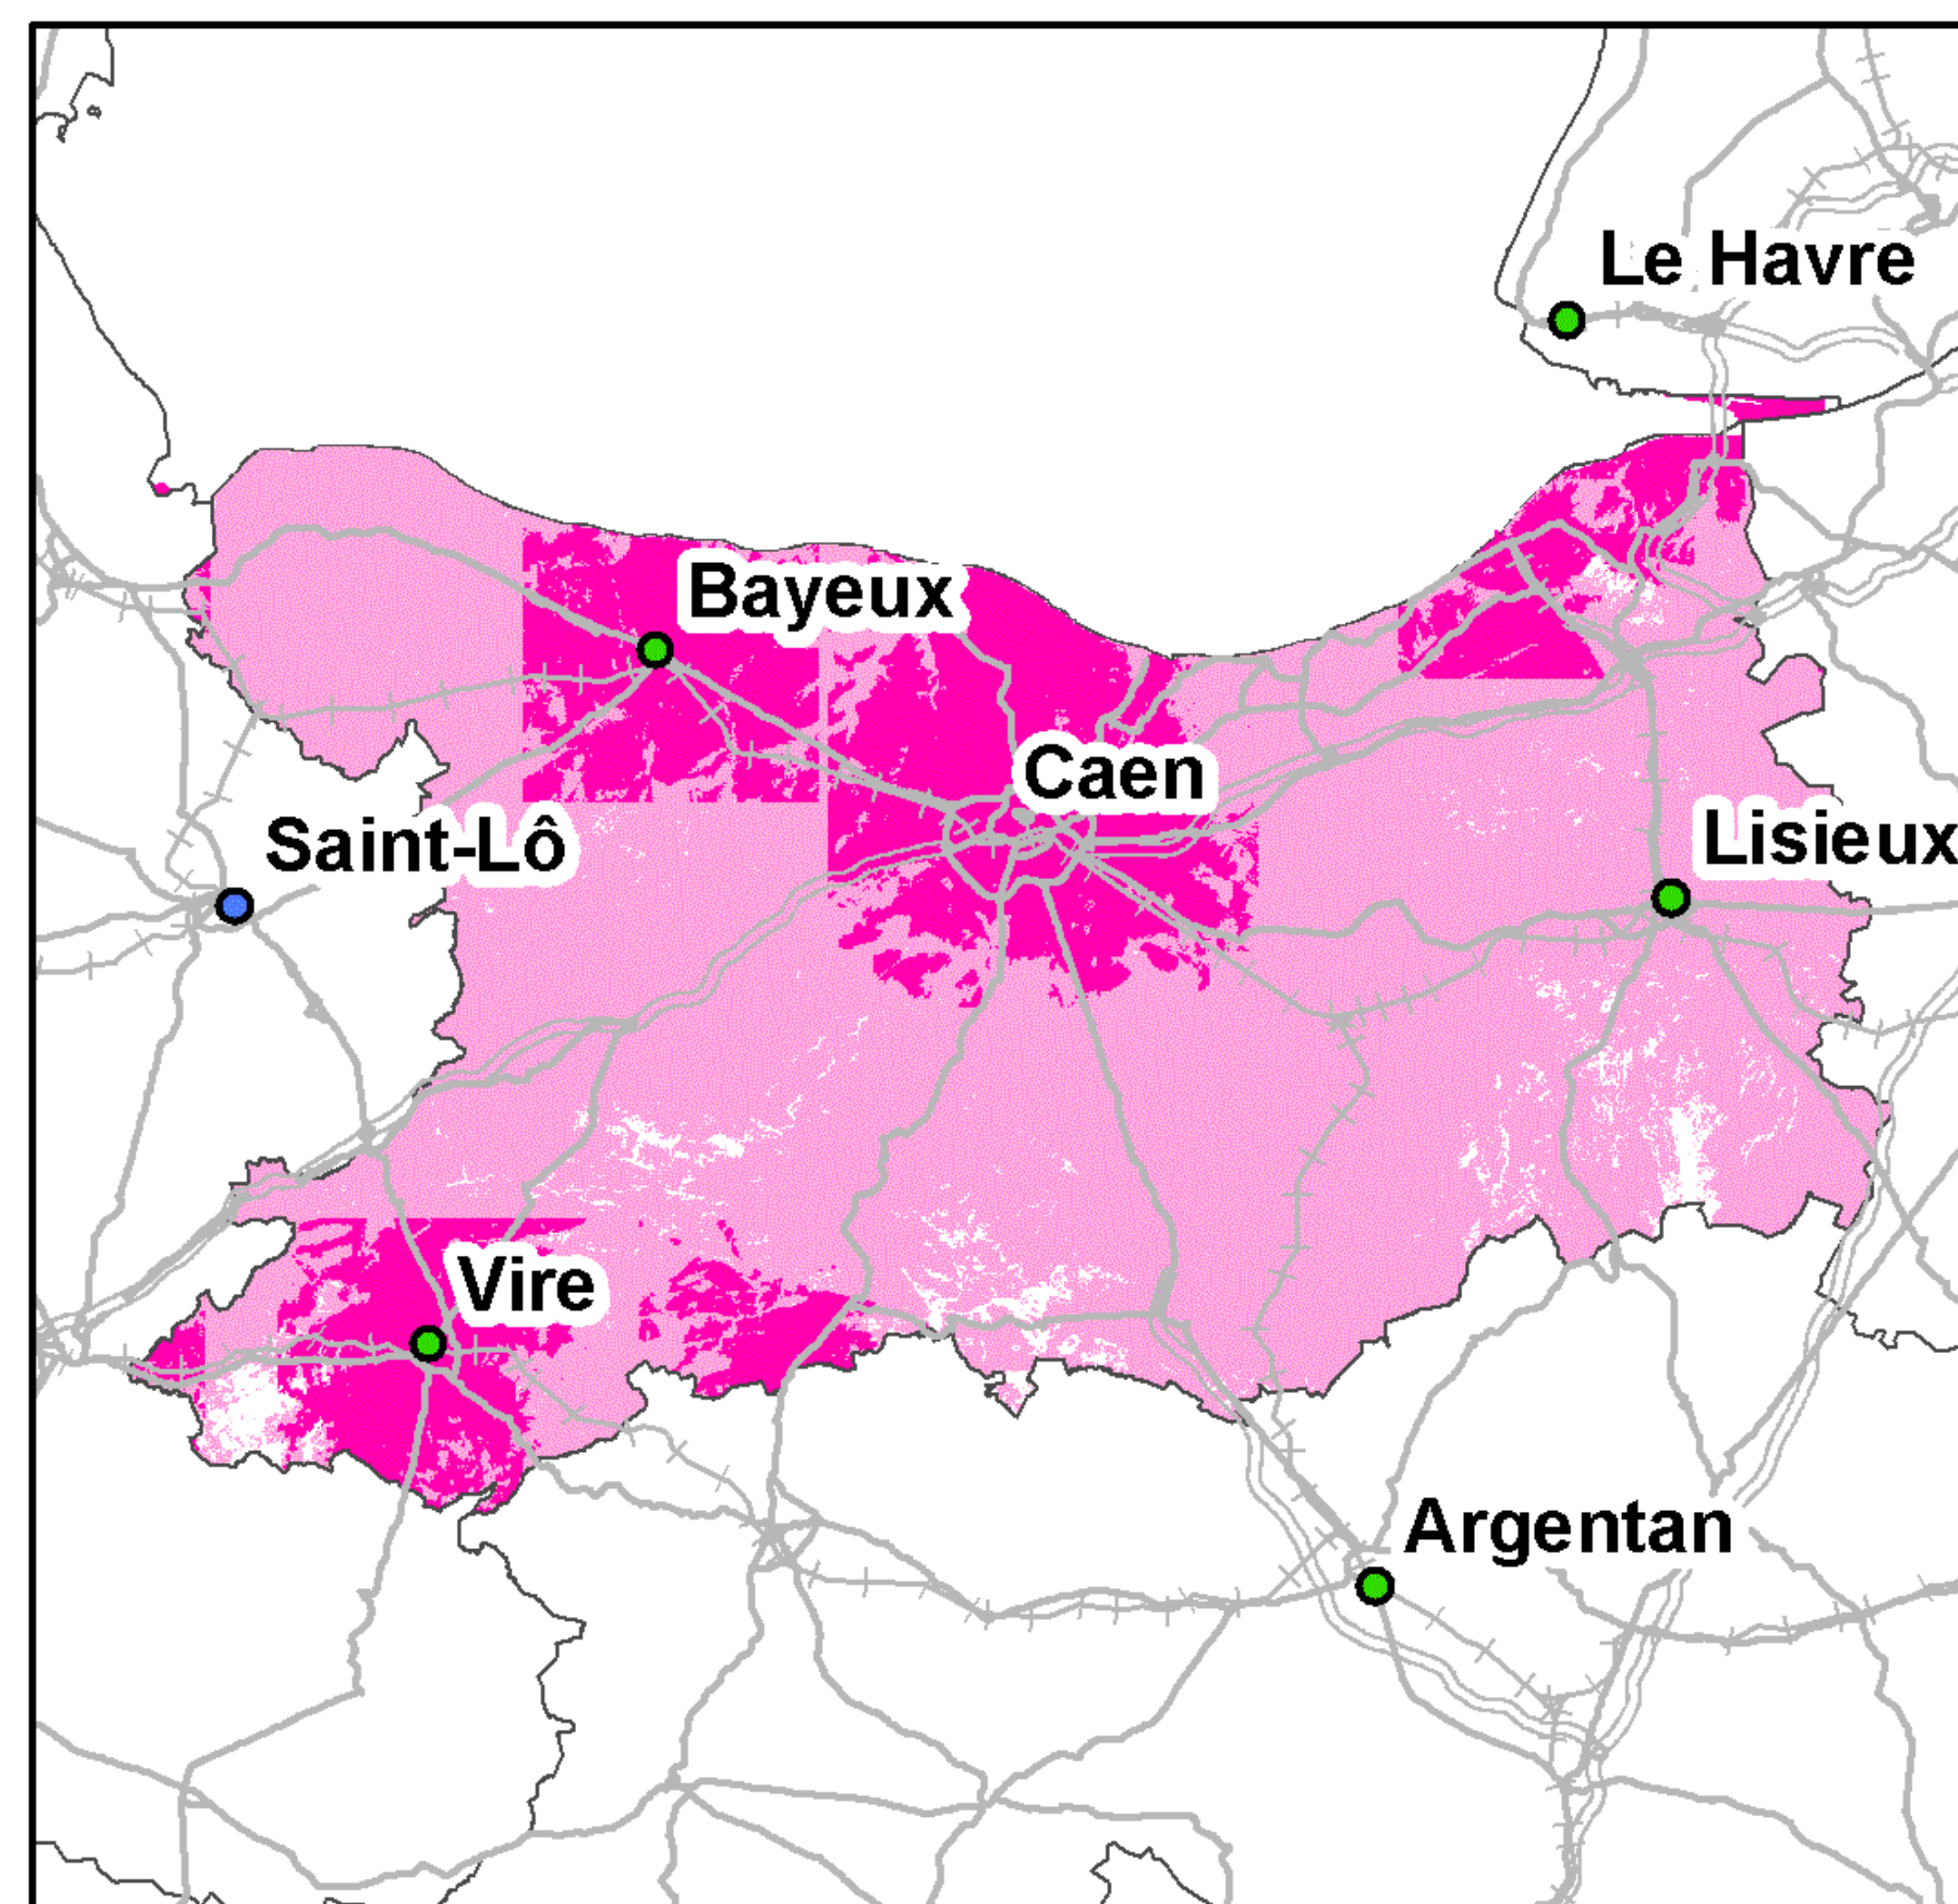 Le Havre
Bayeux
Caen
Saint-Lô
Lisieux
Vire
Argentan